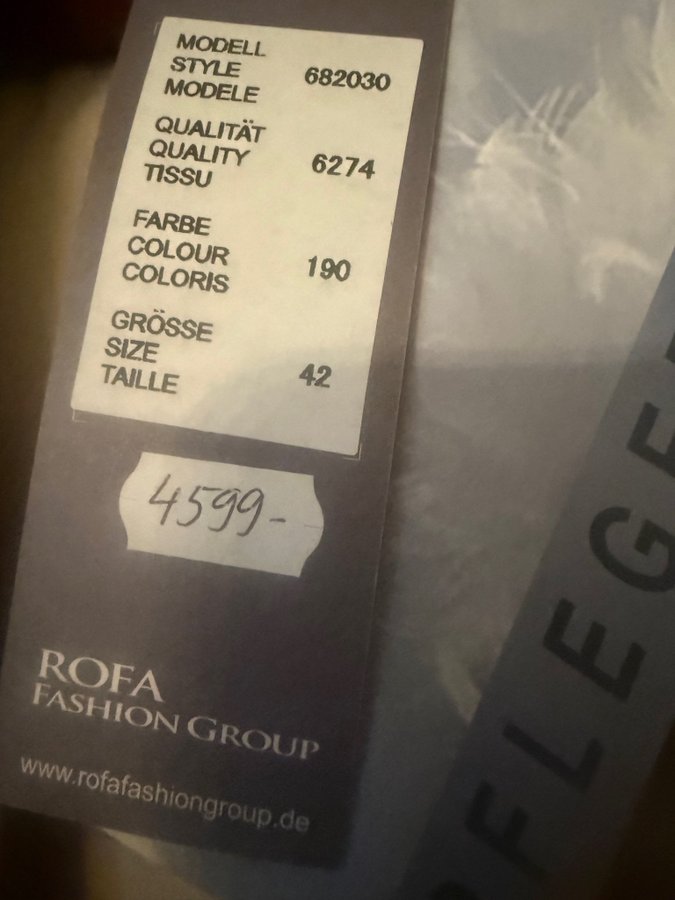 MODELL
STYLE
MODELE
682030
QUALITÄT
QUALITY
TISSU
6274
FARBE
COLOUR
COLORIS
190
GRÖSSE
SIZE
TAILLE
42
4599-
ROFA
FASHION GROUP
www.rofafashiongroup.de
PFLEGE